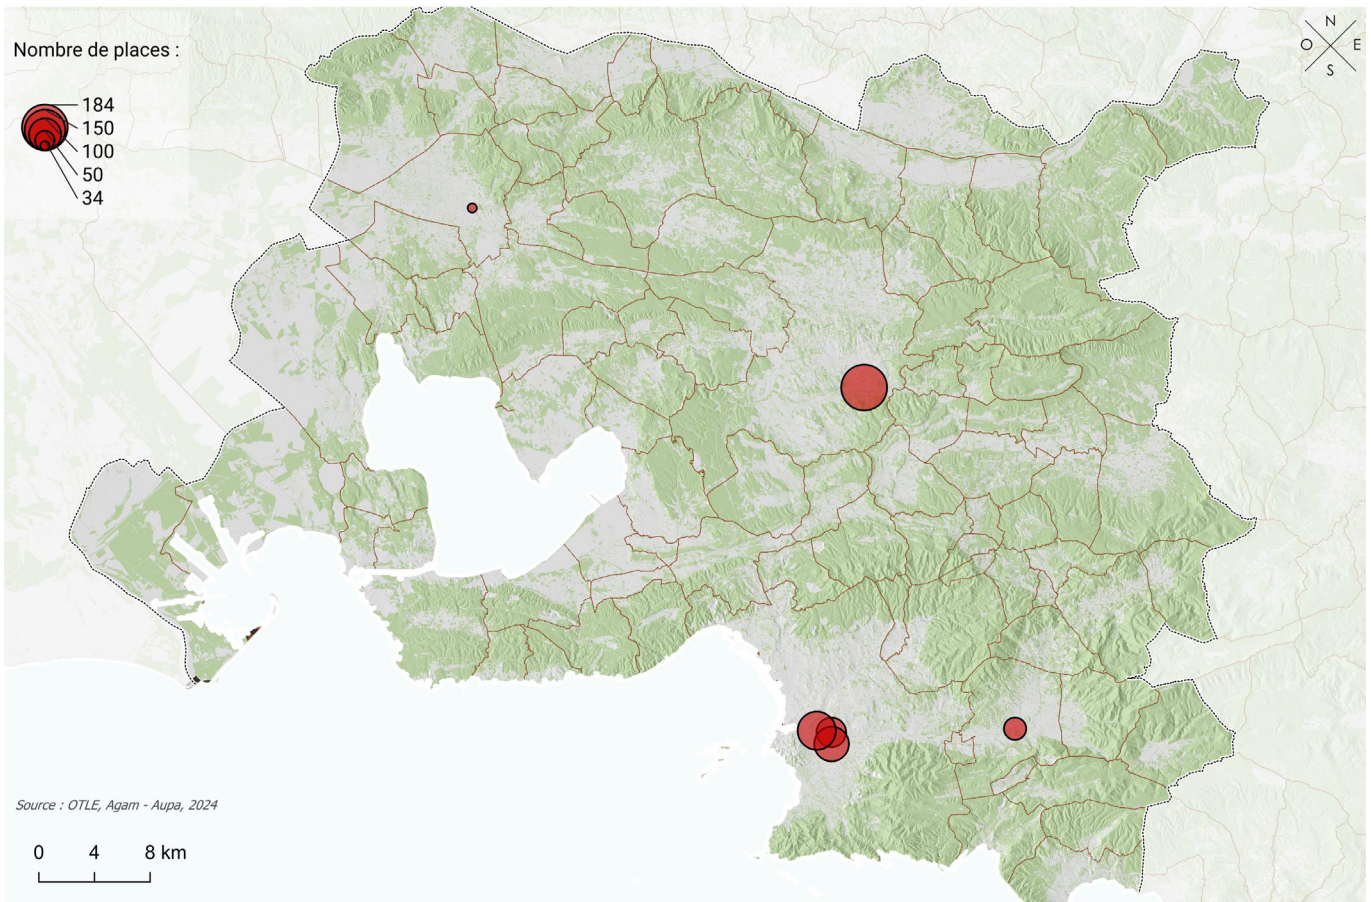 Nombre de places :
184
150
100
50
34
N
O E
S
Source : OTLE, Agam - Aupa, 2024
0 4 8 km